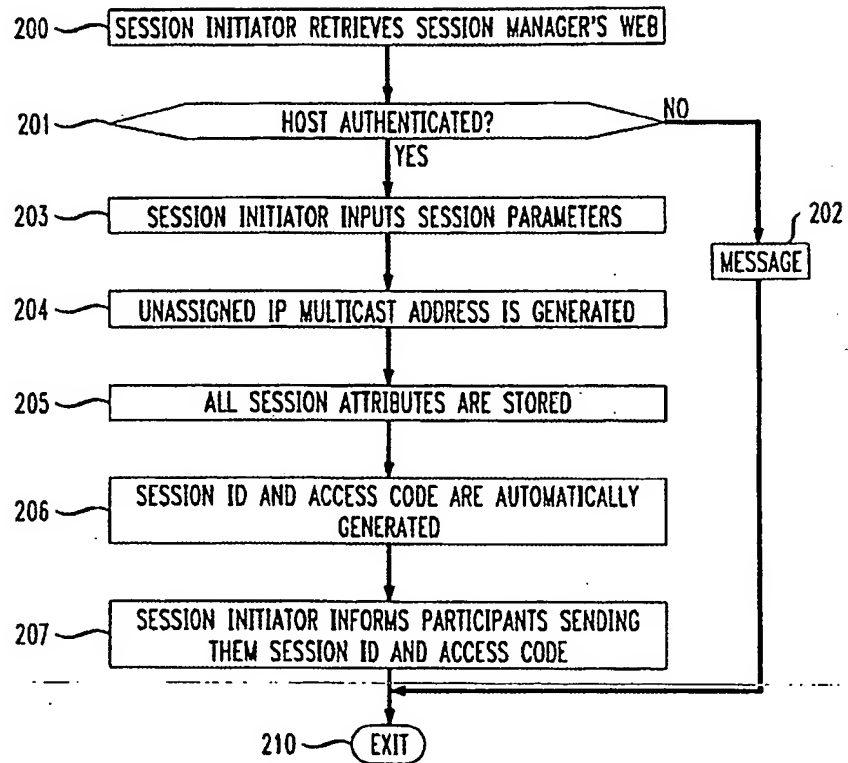 200 SESSION INITIATOR RETRIEVES SESSION MANAGER'S WEB
NO
201 HOST AUTHENTICATED?
YES
203 SESSION INITIATOR INPUTS SESSION PARAMETERS
202
MESSAGE
204 UNASSIGNED IP MULTICAST ADDRESS IS GENERATED
205 ALL SESSION ATTRIBUTES ARE STORED
206 SESSION ID AND ACCESS CODE ARE AUTOMATICALLY
GENERATED
207 SESSION INITIATOR INFORMS PARTICIPANTS SENDING
THEM SESSION ID AND ACCESS CODE
210 EXIT